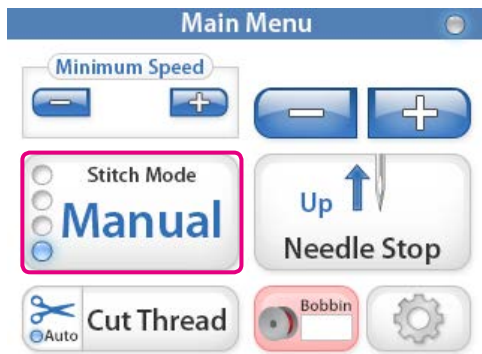 Main Menu
Minimum Speed
Stitch Mode
Manual
Up
Needle Stop
Auto
Cut Thread
Bobbin